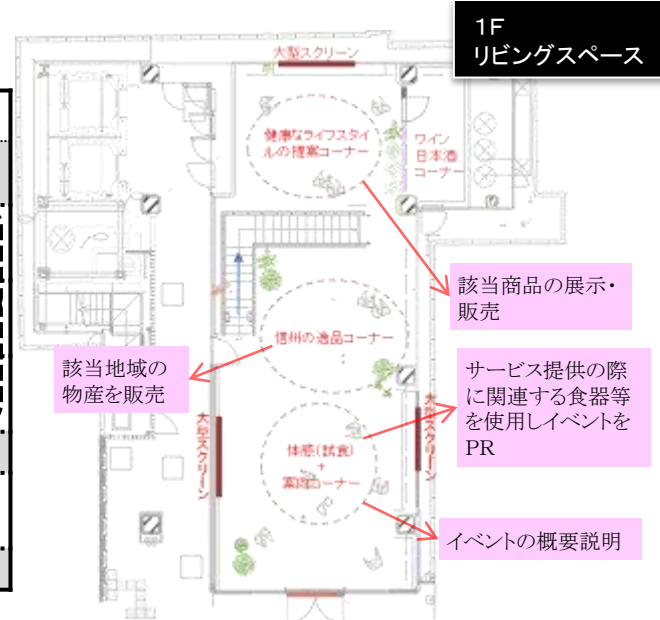 1F
リビングスペース
大型スクリーン
健康なライフスタイ
ルの提案コーナー
ワイン
日本酒
コーナー
該当商品の展示・
販売
信州の逸品コーナー
該当地域の
物産を販売
サービス提供の際
に関連する食器等
を使用しイベントを
PR
大型スクリーン
大型スクリーン
体感(試食)
+
案内コーナー
イベントの概要説明